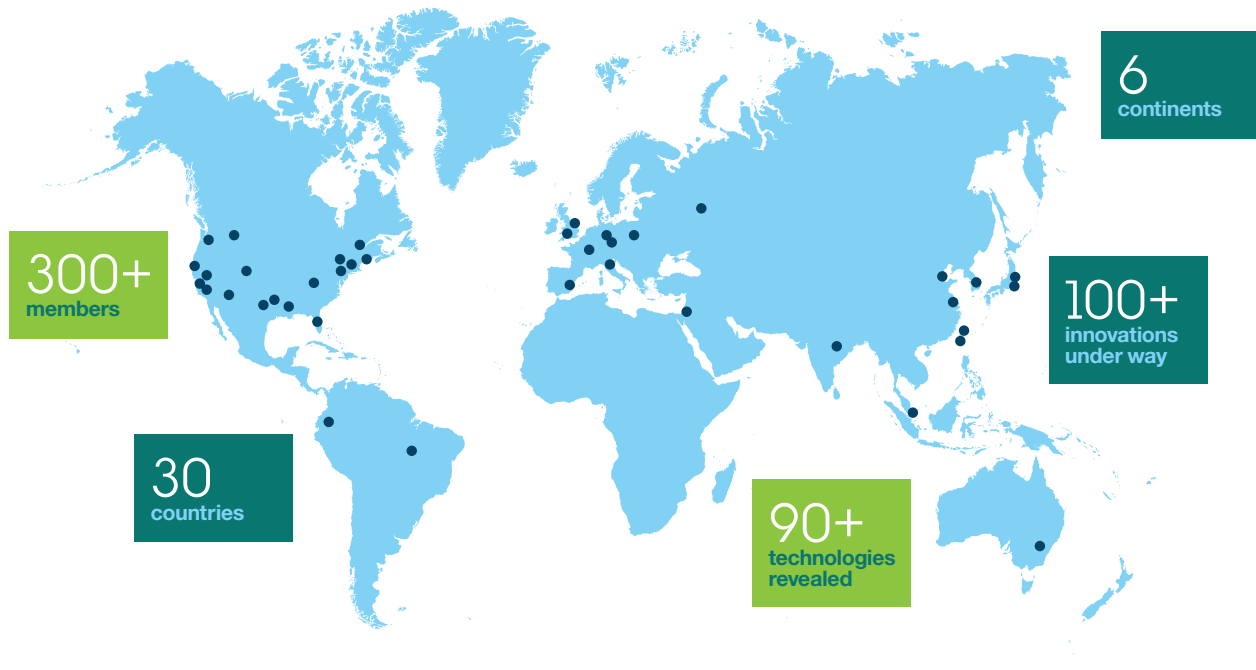 6
continents
300+
members
100+
innovations
under way
30
countries
90+
technologies
revealed